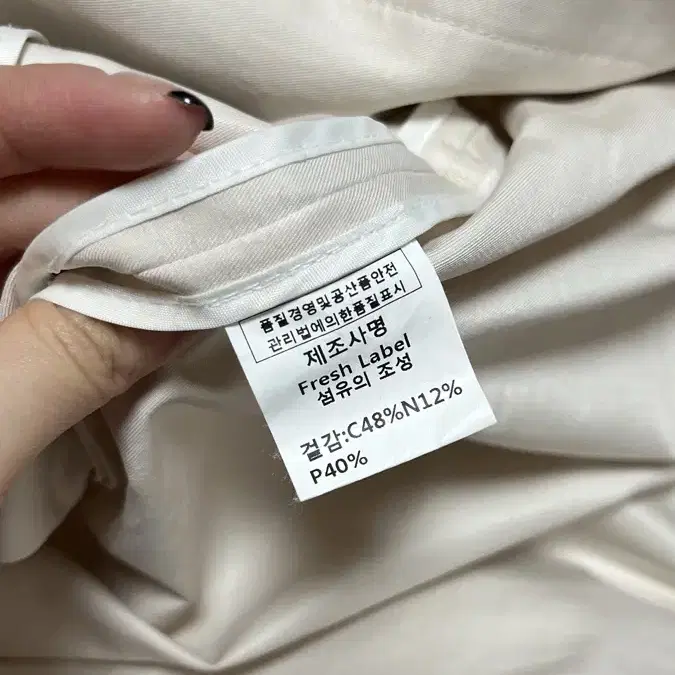 품질경영및공산품안전
관리법에의한품질표시
제조사명
Fresh Label
섬유의 조성
겉감:C48%N12%
P40%